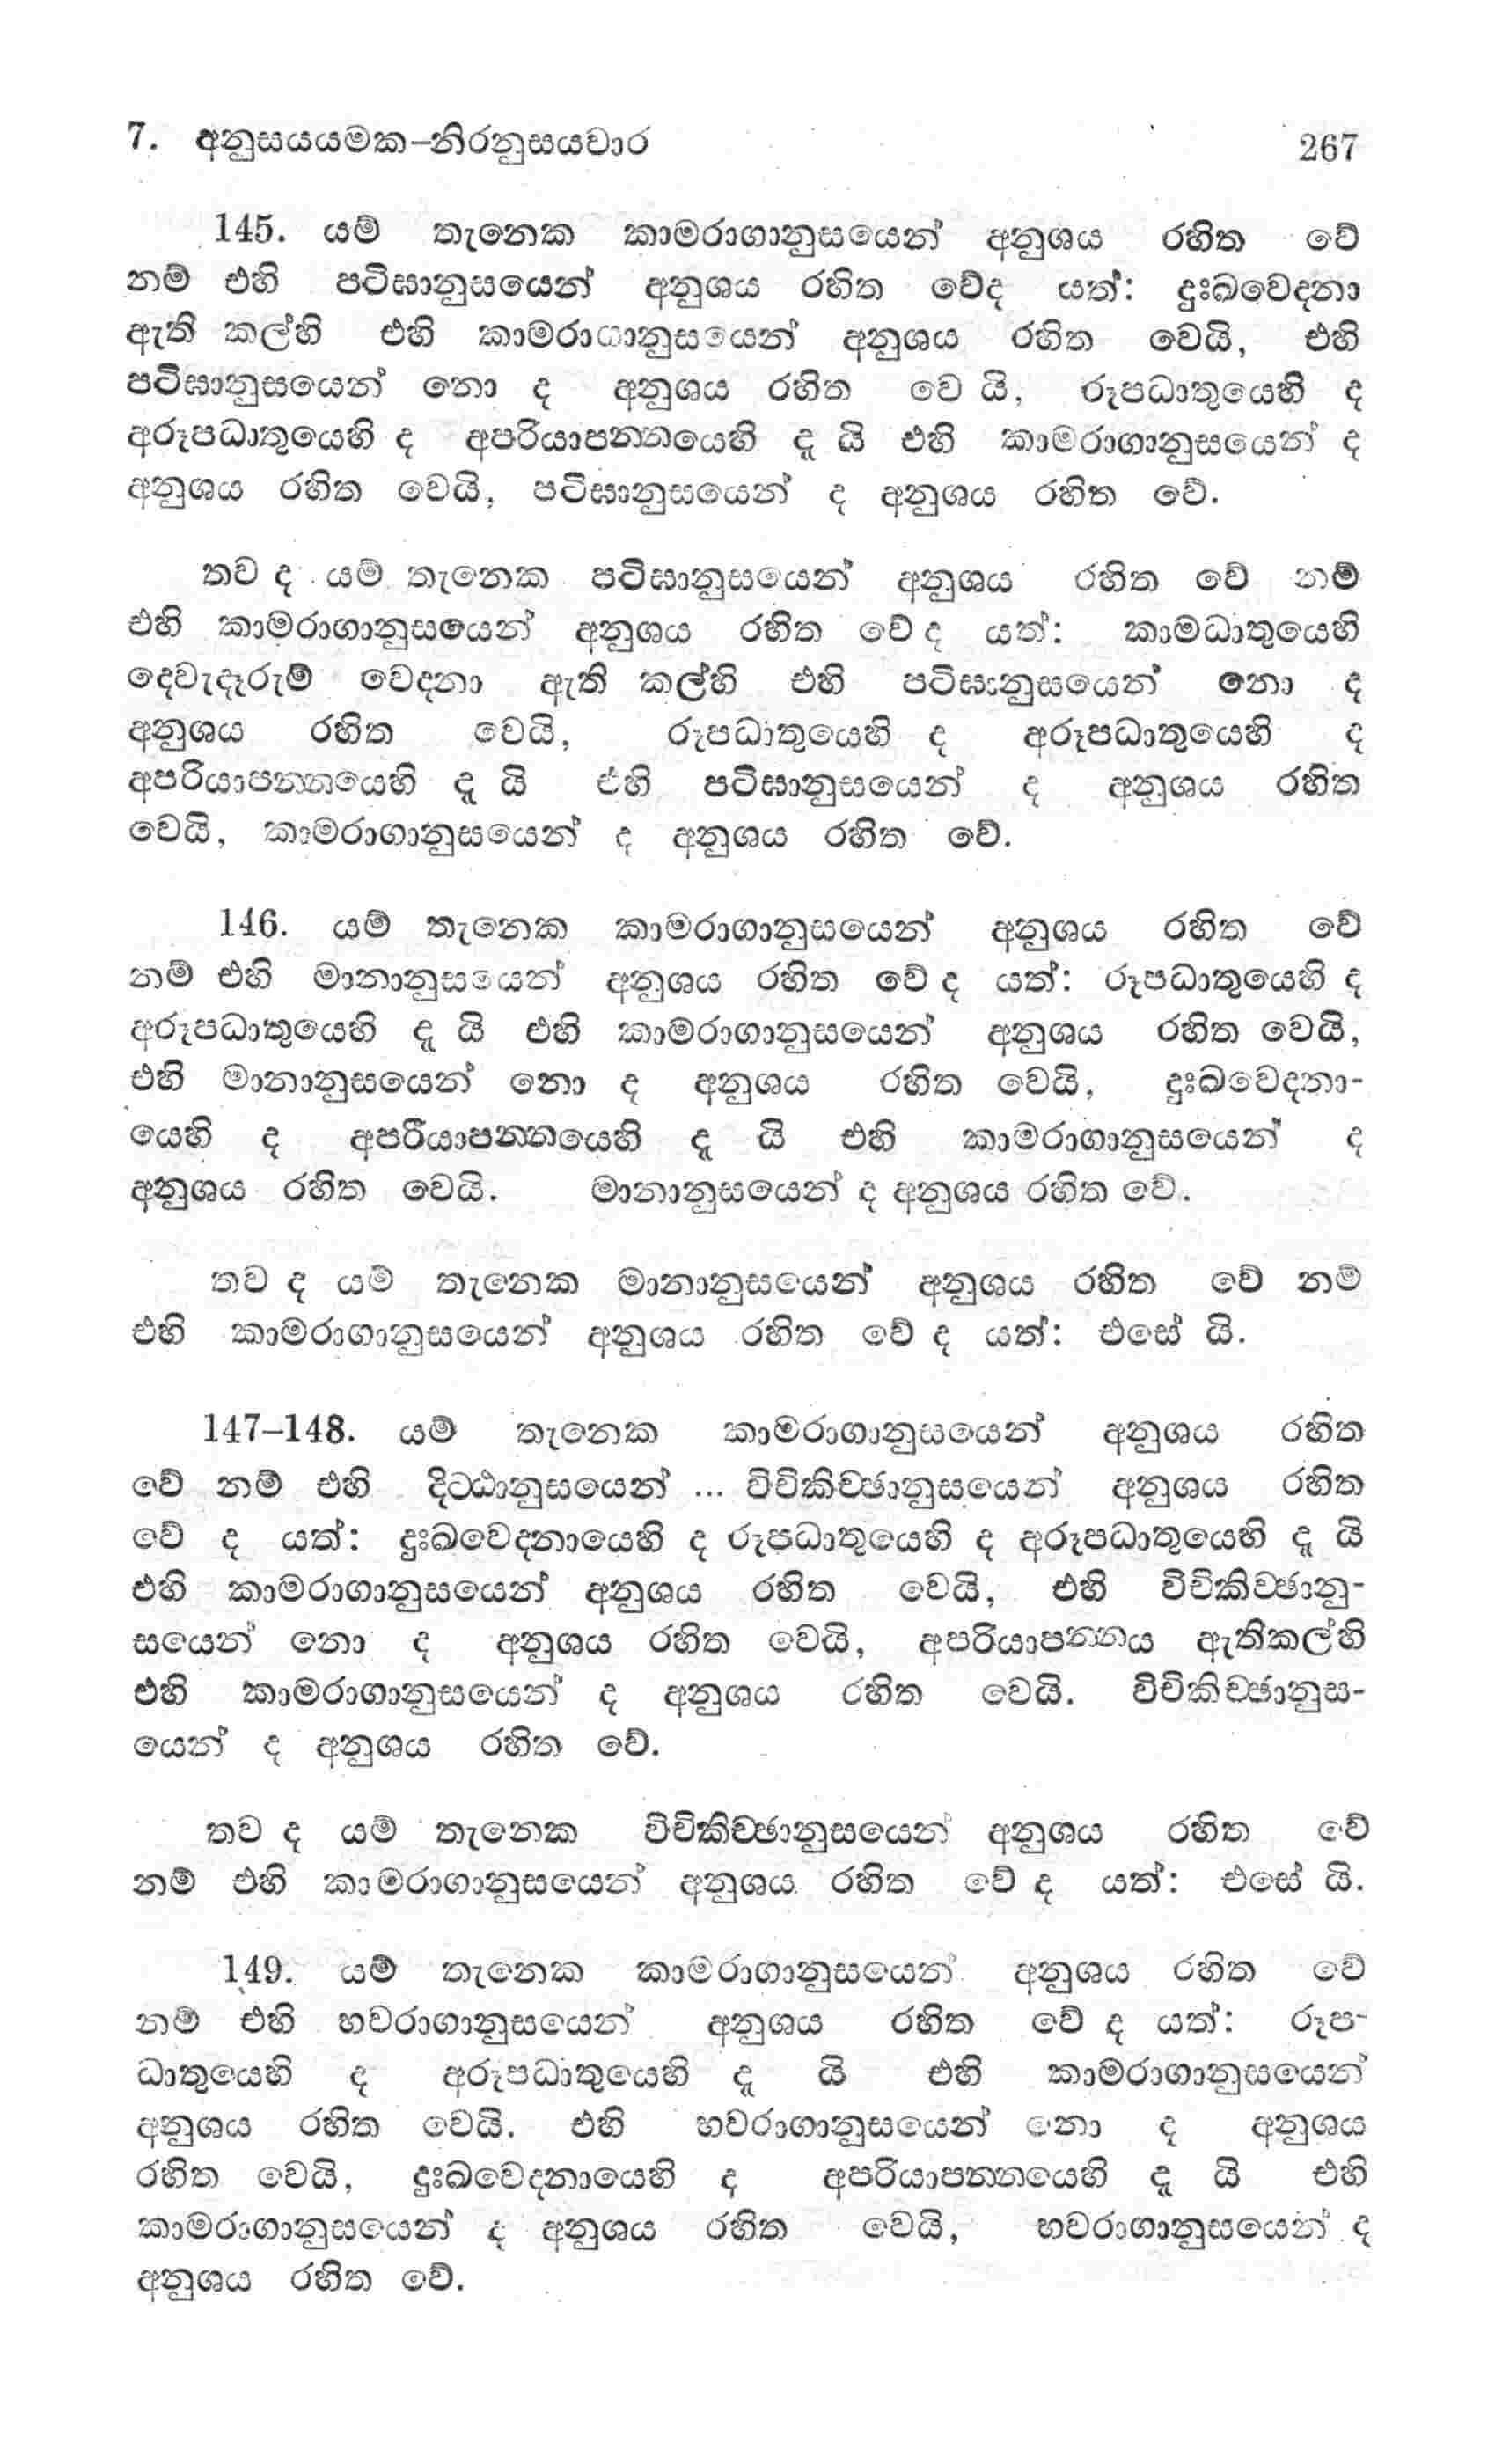 7. අනුසයයමක–නිරනුසයවාර 267
145. යම් තැනෙක කාමරාගානුසයෙන් අනුශය රහිත වේ
නම් එහි පටිඝානුසයෙන් අනුශය රහිත වේද යත්: දුඃඛවෙදනා
ඇති කල්හි එහි කාමරාගානුසයෙන් අනුශය රහිත වෙයි, එහි
පටිඝානුසයෙන් නො ද අනුශය රහිත වෙ යි, රූපධාතුයෙහි ද
අරූපධාතුයෙහි ද අපරියාපන්නයෙහි දැ යි එහි කාමරාගානුසයෙන් ද
අනුශය රහිත වෙයි, පටිඝානුසයෙන් ද අනුශය රහිත වේ.
තව ද යම් තැනෙක පටිඝානුසයෙන් අනුශය රහිත වේ නම්
එහි කාමරාගානුසයෙන් අනුශය රහිත වේ ද යත්: කාමධාතුයෙහි
දෙවැදෑරුම් වෙදනා ඇති කල්හි එහි පටිඝානුසයෙන් නො ද
අනුශය රහිත වෙයි, රූපධාතුයෙහි ද අරූපධාතුයෙහි ද
අපරියාපන්නයෙහි දැ යි එහි පටිඝානුසයෙන් ද අනුශය රහිත
වෙයි, කාමරාගානුසයෙන් ද අනුශය රහිත වේ.
146. යම් තැනෙක කාමරාගානුසයෙන් අනුශය රහිත වේ
නම් එහි මානානුසයෙන් අනුශය රහිත වේ ද යත්: රූපධාතුයෙහි ද
අරූපධාතුයෙහි දැ යි එහි කාමරාගානුසයෙන් අනුශය රහිත වෙයි,
එහි මානානුසයෙන් නො ද අනුශය රහිත වෙයි, දුඃඛවෙදනා-
යෙහි ද අපරියාපන්නයෙහි දැ යි එහි කාමරාගානුසයෙන් ද
අනුශය රහිත වෙයි. මානානුසයෙන් ද අනුශය රහිත වේ.
තව ද යම් තැනෙක මානානුසයෙන් අනුශය රහිත වේ නම්
එහි කාමරාගානුසයෙන් අනුශය රහිත වේ ද යත්: එසේ යි.
147–148. යම් තැනෙක කාමරාගානුසයෙන් අනුශය රහිත
වේ නම් එහි දිට්ඨානුසයෙන් ... විචිකිච්ඡානුසයෙන් අනුශය රහිත
වේ ද යත්: දුඃඛවෙදනායෙහි ද රූපධාතුයෙහි ද අරූපධාතුයෙහි දැ යි
එහි කාමරාගානුසයෙන් අනුශය රහිත වෙයි, එහි විචිකිච්ඡානු-
සයෙන් නො ද අනුශය රහිත වෙයි, අපරියාපන්නය ඇතිකල්හි
එහි කාමරාගානුසයෙන් ද අනුශය රහිත වෙයි. විචිකිච්ඡානුස-
යෙන් ද අනුශය රහිත වේ.
තව ද යම් තැනෙක විචිකිච්ඡානුසයෙන් අනුශය රහිත වේ
නම් එහි කාමරාගානුසයෙන් අනුශය රහිත වේ ද යත්: එසේ යි.
149. යම් තැනෙක කාමරාගානුසයෙන් අනුශය රහිත වේ
නම් එහි භවරාගානුසයෙන් අනුශය රහිත වේ ද යත්: රූප-
ධාතුයෙහි ද අරූපධාතුයෙහි දැ යි එහි කාමරාගානුසයෙන්
අනුශය රහිත වෙයි. එහි භවරාගානුසයෙන් නො ද අනුශය
රහිත වෙයි, දුඃඛවෙදනායෙහි ද අපරියාපන්නයෙහි දැ යි එහි
කාමරාගානුසයෙන් ද අනුශය රහිත වෙයි, භවරාගානුසයෙන් ද
අනුශය රහිත වේ.